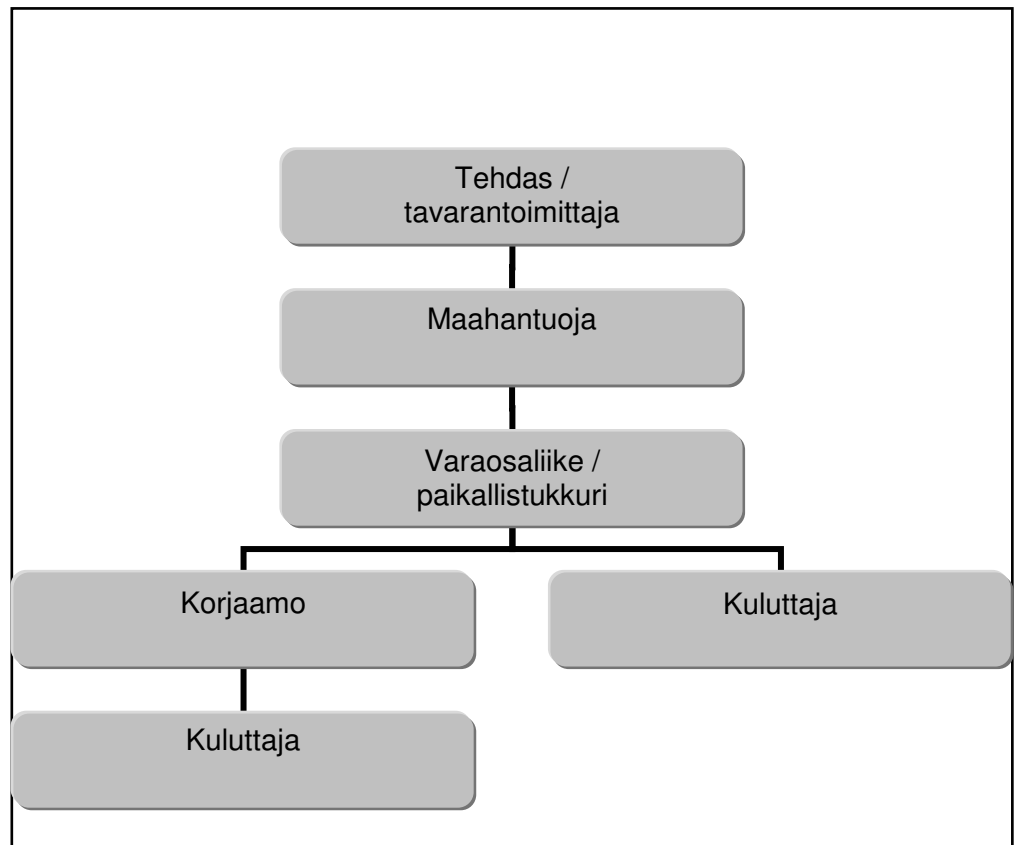 Tehdas /
tavarantoimittaja
Maahantuoja
Varaosaliike /
paikallistukkuri
Korjaamo
Kuluttaja
Kuluttaja